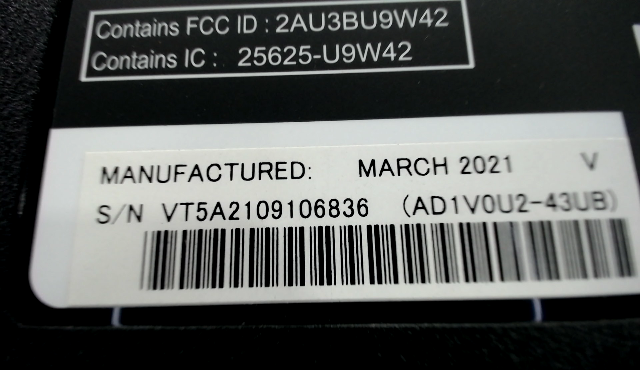 Contains FCC ID : 2AU3BU9W42
Contains IC : 25625-U9W42
MANUFACTURED: MARCH 2021 V
S/N VT5A2109106836 (AD1V0U2-43UB)